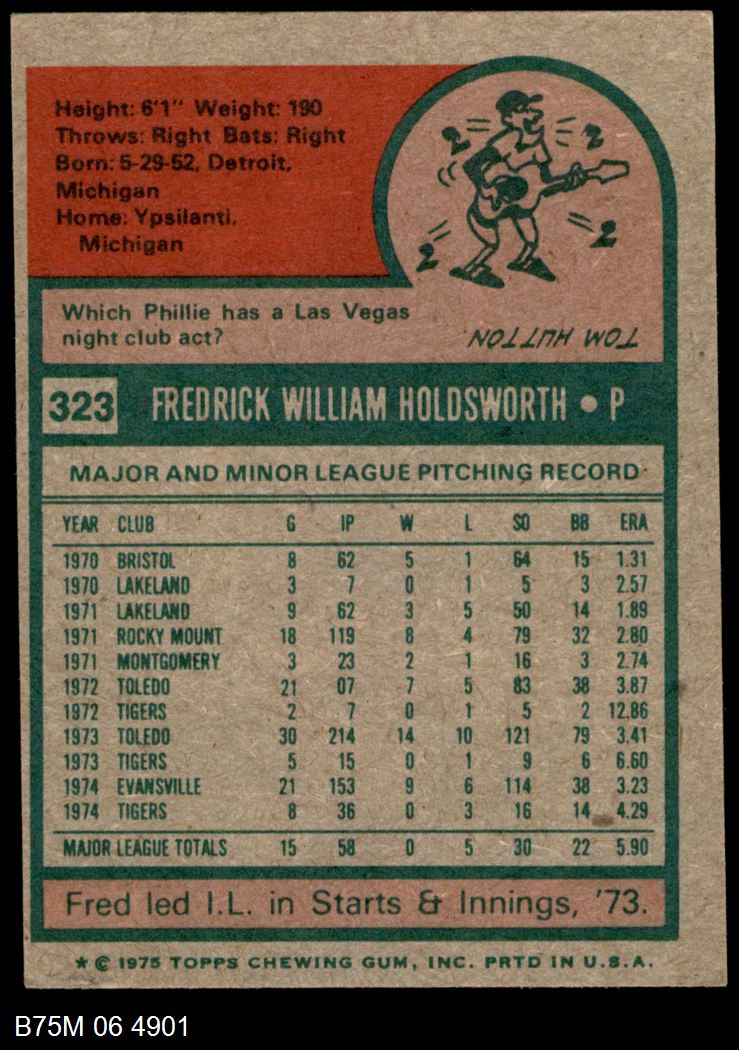 Height: 6'1" Weight: 190
Throws: Right Bats: Right
Born: 5-29-52, Detroit,
Michigan
Home: Ypsilanti,
Michigan
2 2
2 2
Which Phillie has a Las Vegas
night club act?
TOM HUTTON
323 FREDRICK WILLIAM HOLDSWORTH • P
MAJOR AND MINOR LEAGUE PITCHING RECORD
YEAR CLUB G IP W L SO BB ERA
1970 BRISTOL 8 62 5 1 64 15 1.31
1970 LAKELAND 3 7 0 1 5 3 2.57
1971 LAKELAND 9 62 3 5 50 14 1.89
1971 ROCKY MOUNT 18 119 8 4 79 32 2.80
1971 MONTGOMERY 3 23 2 1 16 3 2.74
1972 TOLEDO 21 07 7 5 83 38 3.87
1972 TIGERS 2 7 0 1 5 2 12.86
1973 TOLEDO 30 214 14 10 121 79 3.41
1973 TIGERS 5 15 0 1 9 6 6.60
1974 EVANSVILLE 21 153 9 6 114 38 3.23
1974 TIGERS 8 36 0 3 16 14 4.29
MAJOR LEAGUE TOTALS 15 58 0 5 30 22 5.90
Fred led I.L. in Starts & Innings, '73.
* © 1975 TOPPS CHEWING GUM, INC. PRTD IN U.S.A.
B75M 06 4901